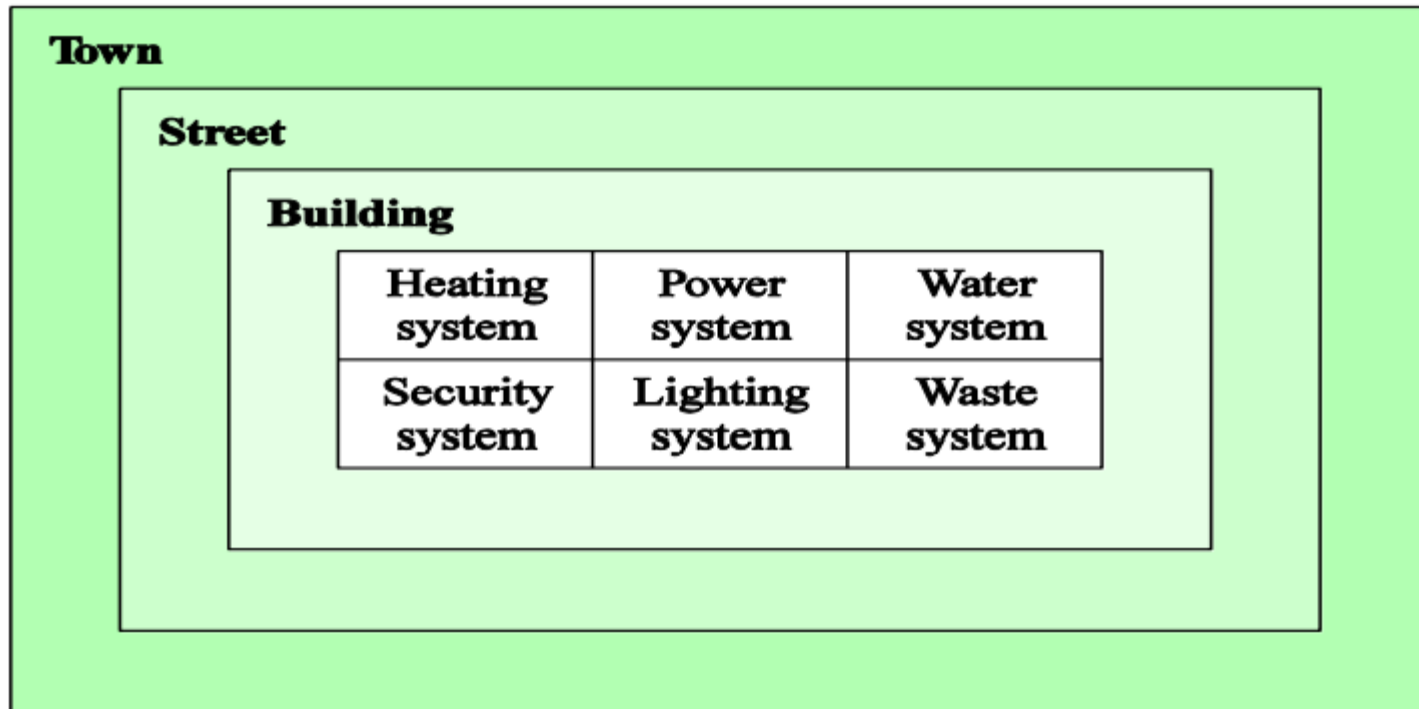 Town
Street
Building
Heating
system
Power
system
Water
system
Security
system
Lighting
system
Waste
system